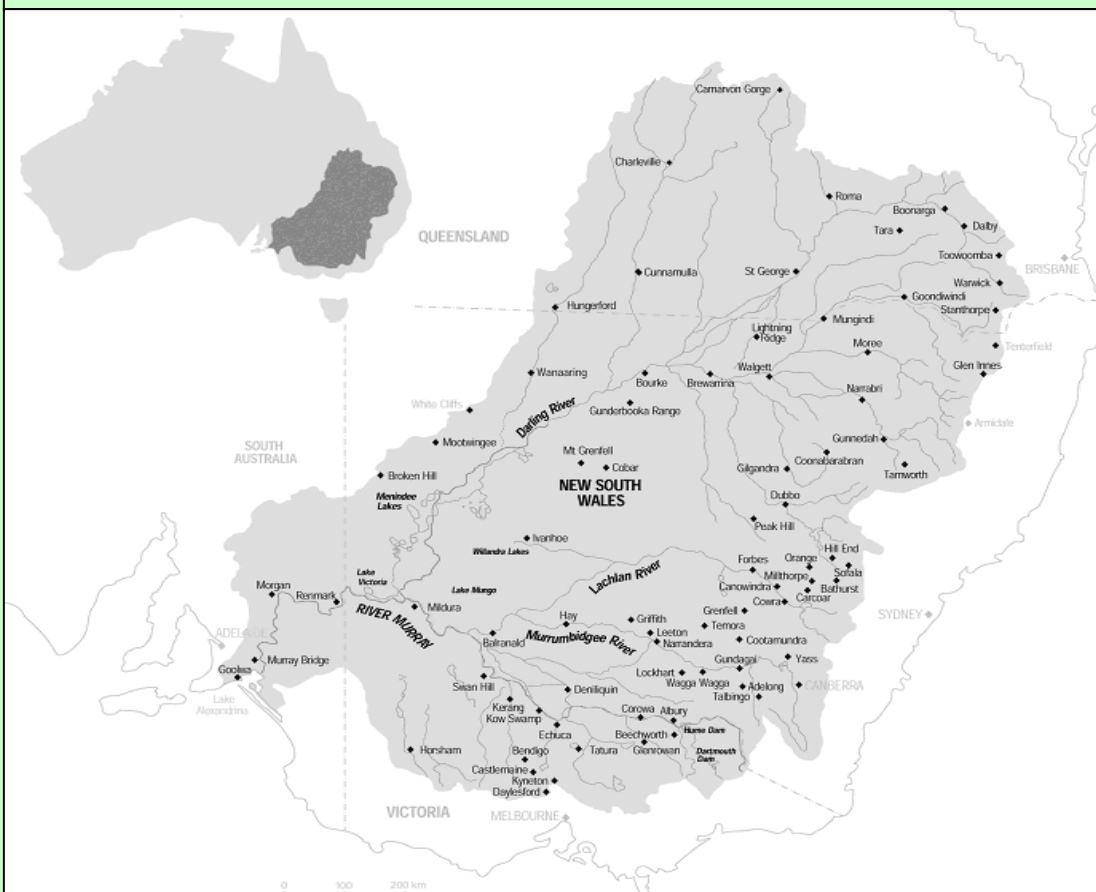 Carnarvon Gorge
Charleville
Roma
Boonarga
Tara
Dalby
QUEENSLAND
Toowoomba
BRISBANE
Cunnamulla
St George
Warwick
Goondiwindi
Stanthorpe
Hungerford
Mungindi
Lightning
Ridge
Moree
Tenterfield
Walgett
Glen Innes
Wanaaring
Bourke
Brewarrina
Narrabri
White Cliffs
Darling River
Gunderbooka Range
Armidale
SOUTH
AUSTRALIA
Mootwingee
Mt Grenfell
Gunnedah
Cobar
Coonabarabran
Gilgandra
Tamworth
Broken Hill
NEW SOUTH
WALES
Menindee
Lakes
Dubbo
Peak Hill
Ivanhoe
Willandra Lakes
Hill End
Orange
Forbes
Sofala
Lachlan River
Millthorpe
Lake
Victoria
Canowindra
Bathurst
Carcoar
Morgan
Lake Mungo
Renmark
Cowra
Mildura
Grenfell
RIVER MURRAY
Hay
Griffith
Temora
SYDNEY
ADELAIDE
Balranald
Murrumbidgee River
Leeton
Narrandera
Cootamundra
Murray Bridge
Gundagai
Yass
Goolwa
Swan Hill
Lockhart
Wagga Wagga
Adelong
CANBERRA
Deniliquin
Talbingo
Lake
Alexandrina
Kerang
Kow Swamp
Corowa
Albury
Echuca
Beechworth
Hume Dam
Horsham
Bendigo
Tatura
Glenrowan
Dartmouth
Dam
Castlemaine
Kyneton
Daylesford
VICTORIA
MELBOURNE
0 100 200 km